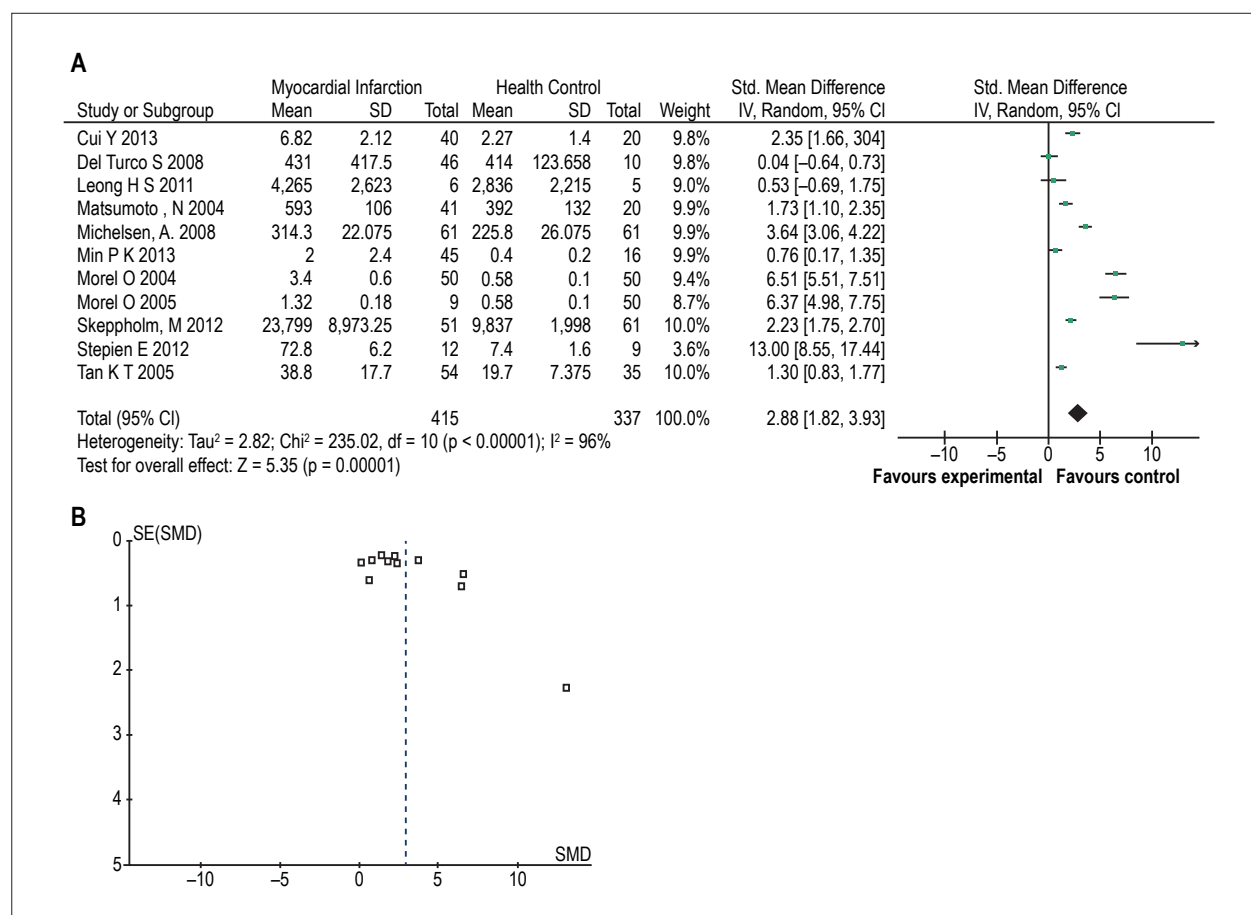 A
Myocardial Infarction Health Control Std. Mean Difference Std. Mean Difference
Study or Subgroup Mean SD Total Mean SD Total Weight IV, Random, 95% CI IV, Random, 95% CI
Cui Y 2013 6.82 2.12 40 2.27 1.4 20 9.8% 2.35 [1.66, 304]
Del Turco S 2008 431 417.5 46 414 123.658 10 9.8% 0.04 [–0.64, 0.73]
Leong H S 2011 4,265 2,623 6 2,836 2,215 5 9.0% 0.53 [–0.69, 1.75]
Matsumoto , N 2004 593 106 41 392 132 20 9.9% 1.73 [1.10, 2.35]
Michelsen, A. 2008 314.3 22.075 61 225.8 26.075 61 9.9% 3.64 [3.06, 4.22]
Min P K 2013 2 2.4 45 0.4 0.2 16 9.9% 0.76 [0.17, 1.35]
Morel O 2004 3.4 0.6 50 0.58 0.1 50 9.4% 6.51 [5.51, 7.51]
Morel O 2005 1.32 0.18 9 0.58 0.1 50 8.7% 6.37 [4.98, 7.75]
Skeppholm, M 2012 23,799 8,973.25 51 9,837 1,998 61 10.0% 2.23 [1.75, 2.70]
Stepien E 2012 72.8 6.2 12 7.4 1.6 9 3.6% 13.00 [8.55, 17.44]
Tan K T 2005 38.8 17.7 54 19.7 7.375 35 10.0% 1.30 [0.83, 1.77]
Total (95% CI) 415 337 100.0% 2.88 [1.82, 3.93]
Heterogeneity: Tau² = 2.82; Chi² = 235.02, df = 10 (p < 0.00001); I² = 96%
Test for overall effect: Z = 5.35 (p = 0.00001)
–10 –5 0 5 10
Favours experimental Favours control
B
0 SE(SMD)
1
2
3
4
5 SMD
–10 –5 0 5 10